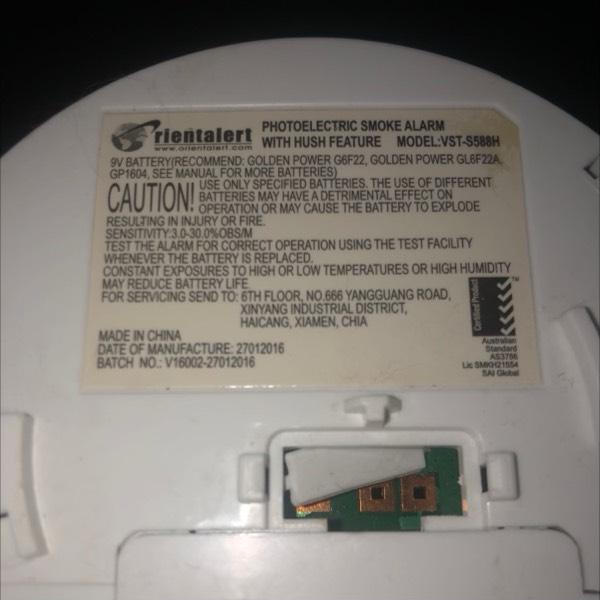 Orientalert
www.orientalert.com
PHOTOELECTRIC SMOKE ALARM
WITH HUSH FEATURE MODEL:VST-S588H
9V BATTERY(RECOMMEND: GOLDEN POWER G6F22, GOLDEN POWER GL6F22A,
GP1604, SEE MANUAL FOR MORE BATTERIES)
CAUTION! USE ONLY SPECIFIED BATTERIES. THE USE OF DIFFERENT
BATTERIES MAY HAVE A DETRIMENTAL EFFECT ON
OPERATION OR MAY CAUSE THE BATTERY TO EXPLODE
RESULTING IN INJURY OR FIRE.
SENSITIVITY:3.0-30.0%OBS/M
TEST THE ALARM FOR CORRECT OPERATION USING THE TEST FACILITY
WHENEVER THE BATTERY IS REPLACED.
CONSTANT EXPOSURES TO HIGH OR LOW TEMPERATURES OR HIGH HUMIDITY
MAY REDUCE BATTERY LIFE.
FOR SERVICING SEND TO: 6TH FLOOR, NO.666 YANGGUANG ROAD,
XINYANG INDUSTRIAL DISTRICT,
HAICANG, XIAMEN, CHIA
MADE IN CHINA
DATE OF MANUFACTURE: 27012016
BATCH NO.: V16002-27012016
Certified Product
TM
Australian
Standard
AS3786
Lic SMKH21554
SAI Global